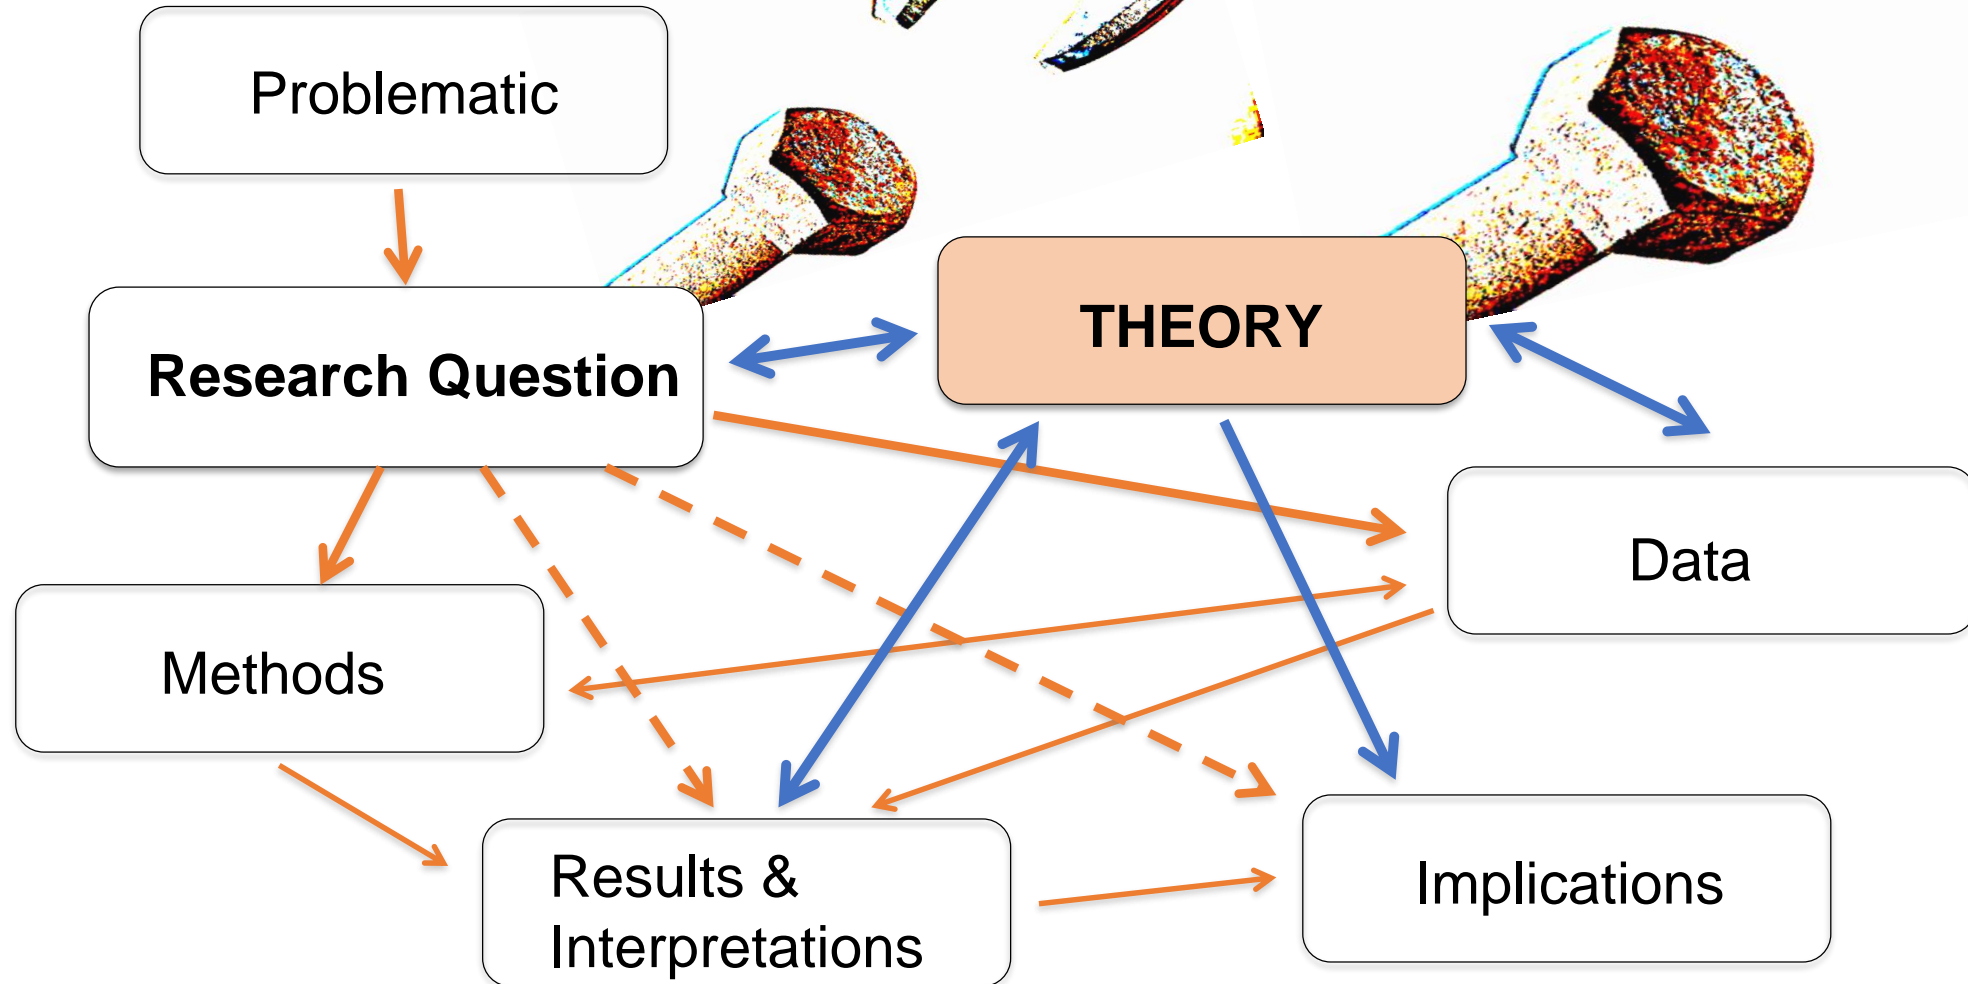 Problematic
THEORY
Research Question
Data
Methods
Results &
Interpretations
Implications